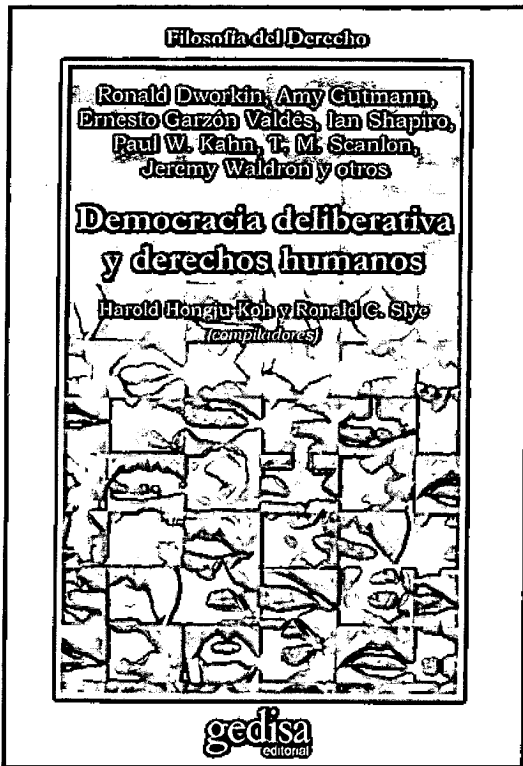 Filosofía del Derecho
Ronald Dworkin, Amy Gutmann,
Ernesto Garzón Valdés, Ian Shapiro,
Paul W. Kahn, T. M. Scanlon,
Jeremy Waldron y otros
Democracia deliberativa
y derechos humanos
Harold Hongju Koh y Ronald C. Slye
(compiladores)
gedisa
editorial